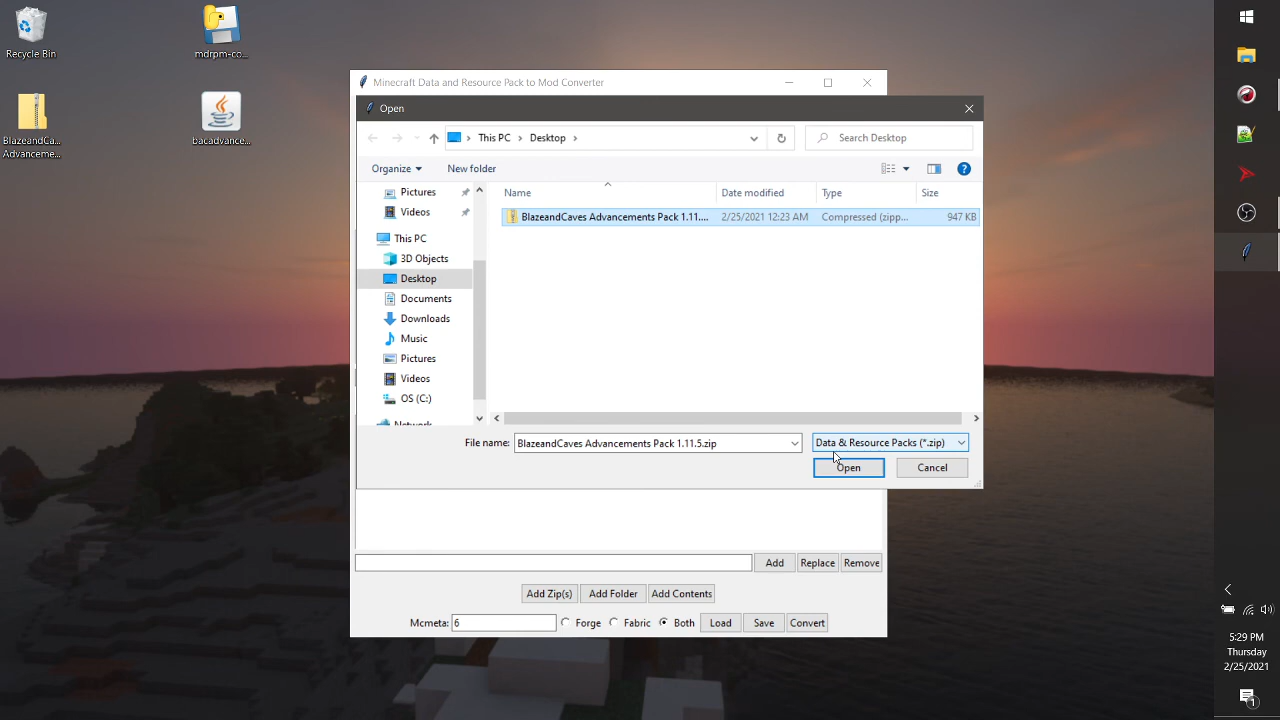 Recycle Bin
mdrpm-co...
BlazeandCa...
Advanceme...
bacadvance...
Minecraft Data and Resource Pack to Mod Converter
Open
This PC > Desktop >
Search Desktop
Organize
New folder
Name
Date modified
Type
Size
BlazeandCaves Advancements Pack 1.11....
2/25/2021 12:23 AM
Compressed (zipp...
947 KB
Pictures
Videos
This PC
3D Objects
Desktop
Documents
Downloads
Music
Pictures
Videos
OS (C:)
Network
File name:
BlazeandCaves Advancements Pack 1.11.5.zip
Data & Resource Packs (*.zip)
Open
Cancel
Add
Replace
Remove
Add Zip(s)
Add Folder
Add Contents
Mcmeta: 6
Forge
Fabric
Both
Load
Save
Convert
5:29 PM
Thursday
2/25/2021
1